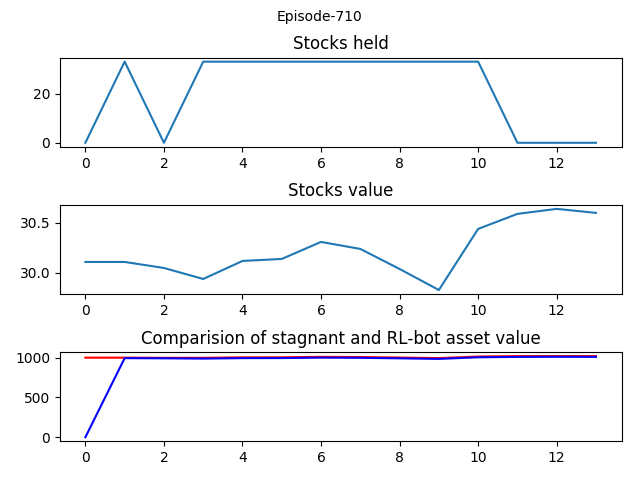 Episode-710
Stocks held
20
0
0 2 4 6 8 10 12
Stocks value
30.5
30.0
0 2 4 6 8 10 12
Comparision of stagnant and RL-bot asset value
1000
500
0
0 2 4 6 8 10 12